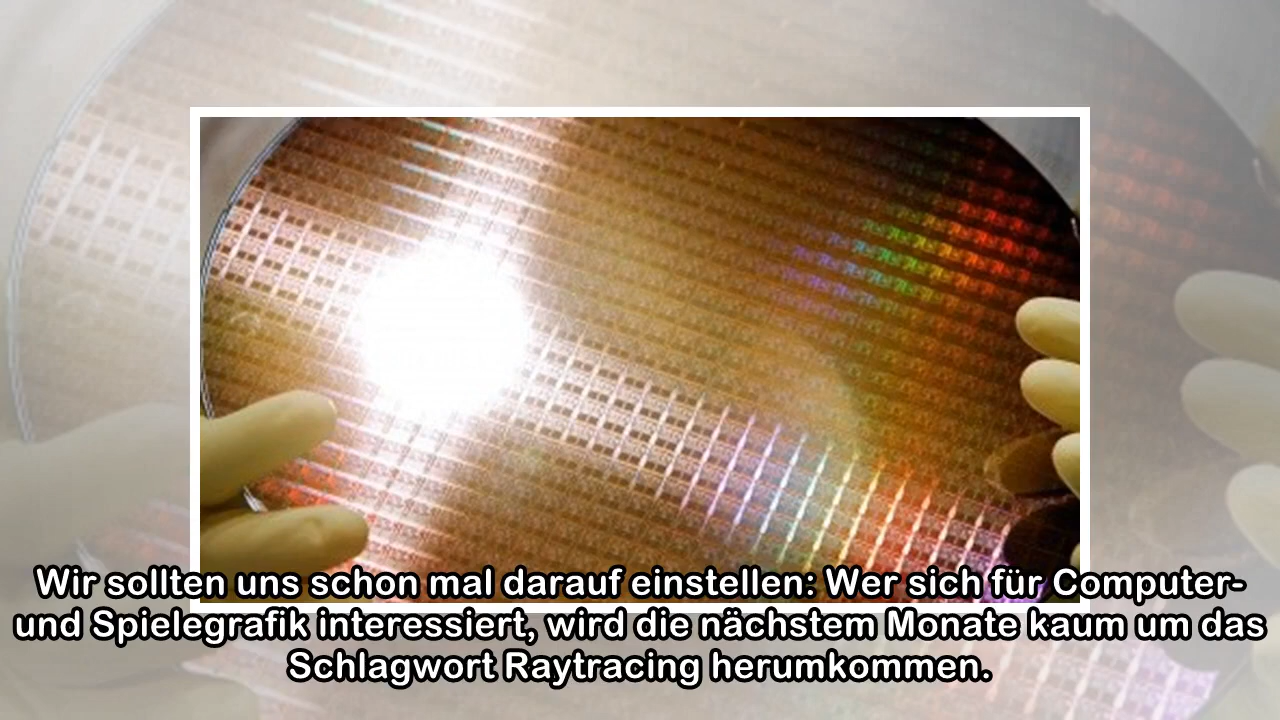 Wir sollten uns schon mal darauf einstellen: Wer sich für Computer-
und Spielegrafik interessiert, wird die nächstem Monate kaum um das
Schlagwort Raytracing herumkommen.